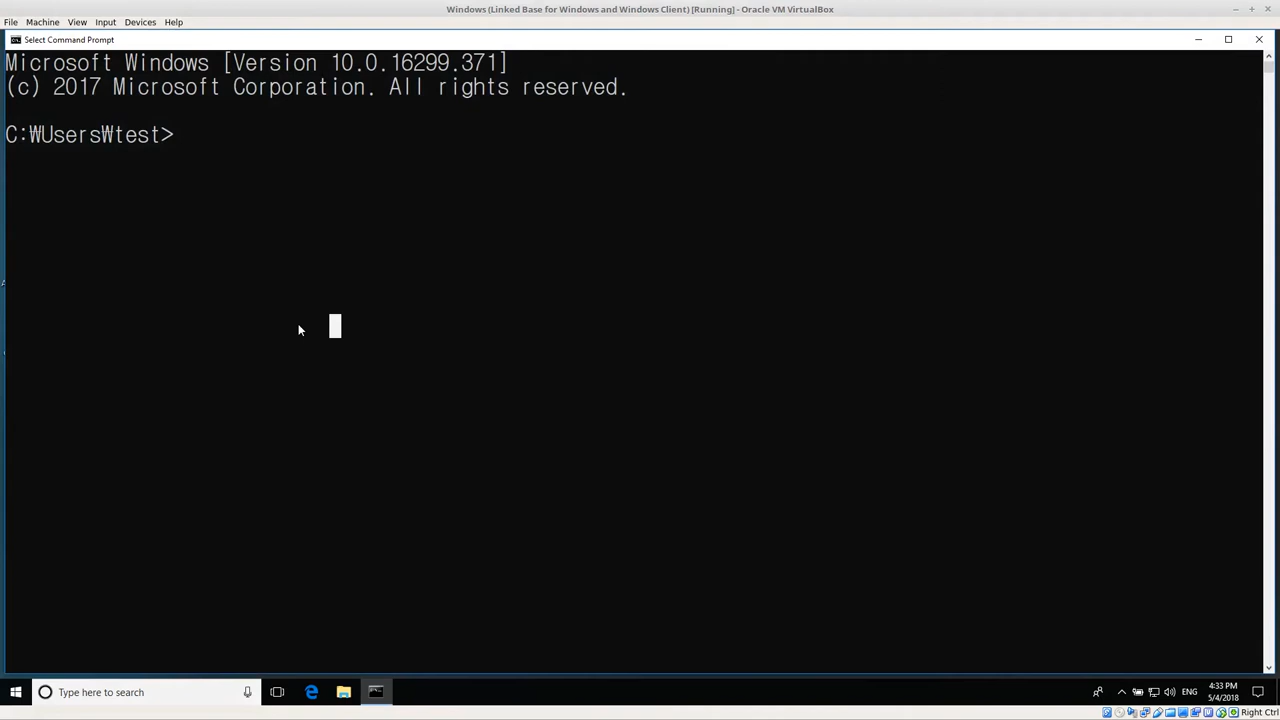 Windows (Linked Base for Windows and Windows Client) [Running] - Oracle VM VirtualBox
File Machine View Input Devices Help
Select Command Prompt
Microsoft Windows [Version 10.0.16299.371]
(c) 2017 Microsoft Corporation. All rights reserved.
C:₩Users₩test>
Type here to search
ENG
4:33 PM
5/4/2018
Right Ctrl